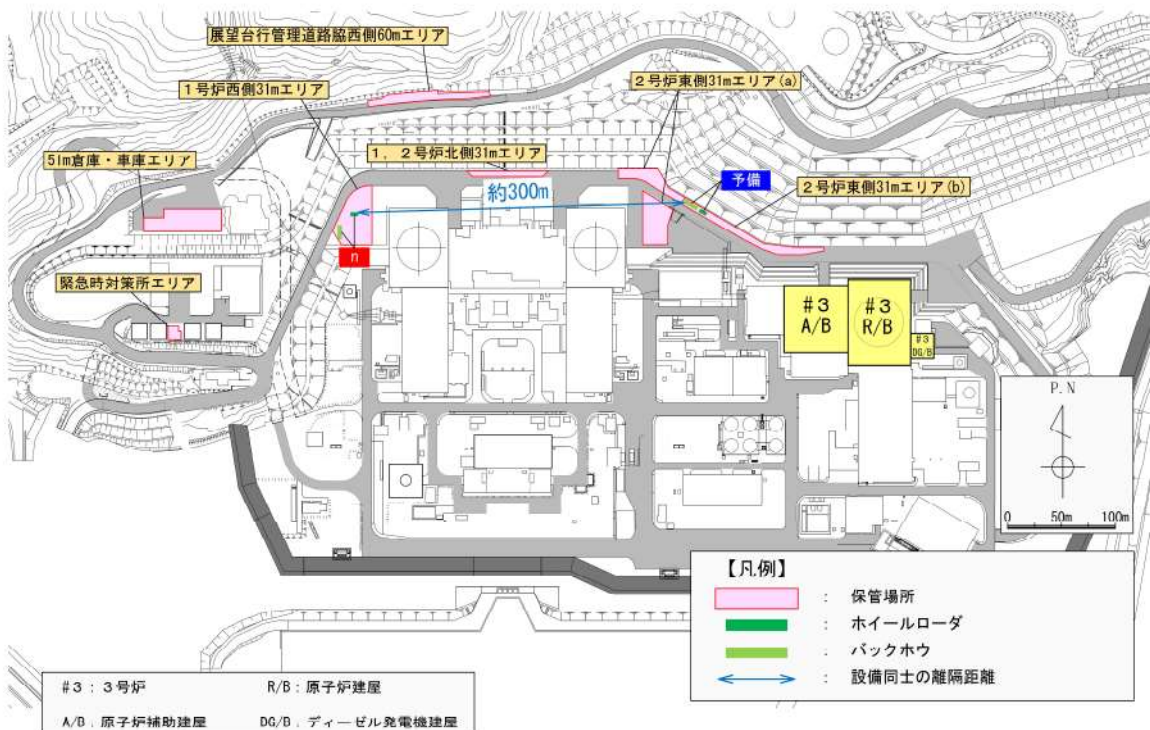 展望台行管理道路脇西側60mエリア
1号炉西側31mエリア
2号炉東側31mエリア(a)
51m倉庫・車庫エリア
1, 2号炉北側31mエリア
予備
2号炉東側31mエリア(b)
約300m
n
緊急時対策所エリア
#3
A/B
#3
R/B
#3
DG/B
P.N
0 50m 100m
【凡例】
: 保管場所
: ホイールローダ
: バックホウ
: 設備同士の離隔距離
#3:3号炉 R/B:原子炉建屋
A/B.原子炉補助建屋 DG/B.ディーゼル発電機建屋